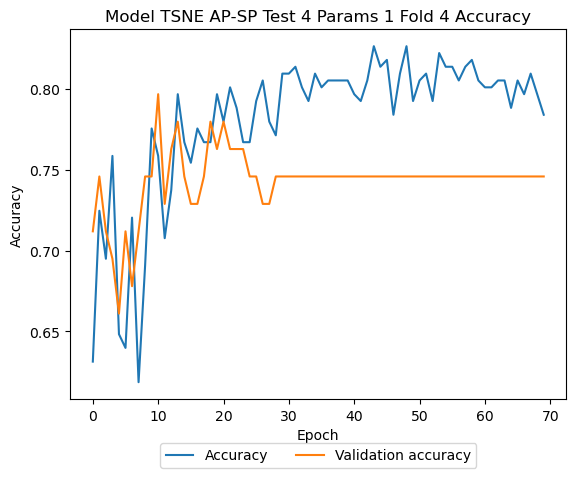 Model TSNE AP-SP Test 4 Params 1 Fold 4 Accuracy
Accuracy
0.80
0.75
0.70
0.65
0 10 20 30 40 50 60 70
Epoch
Accuracy Validation accuracy